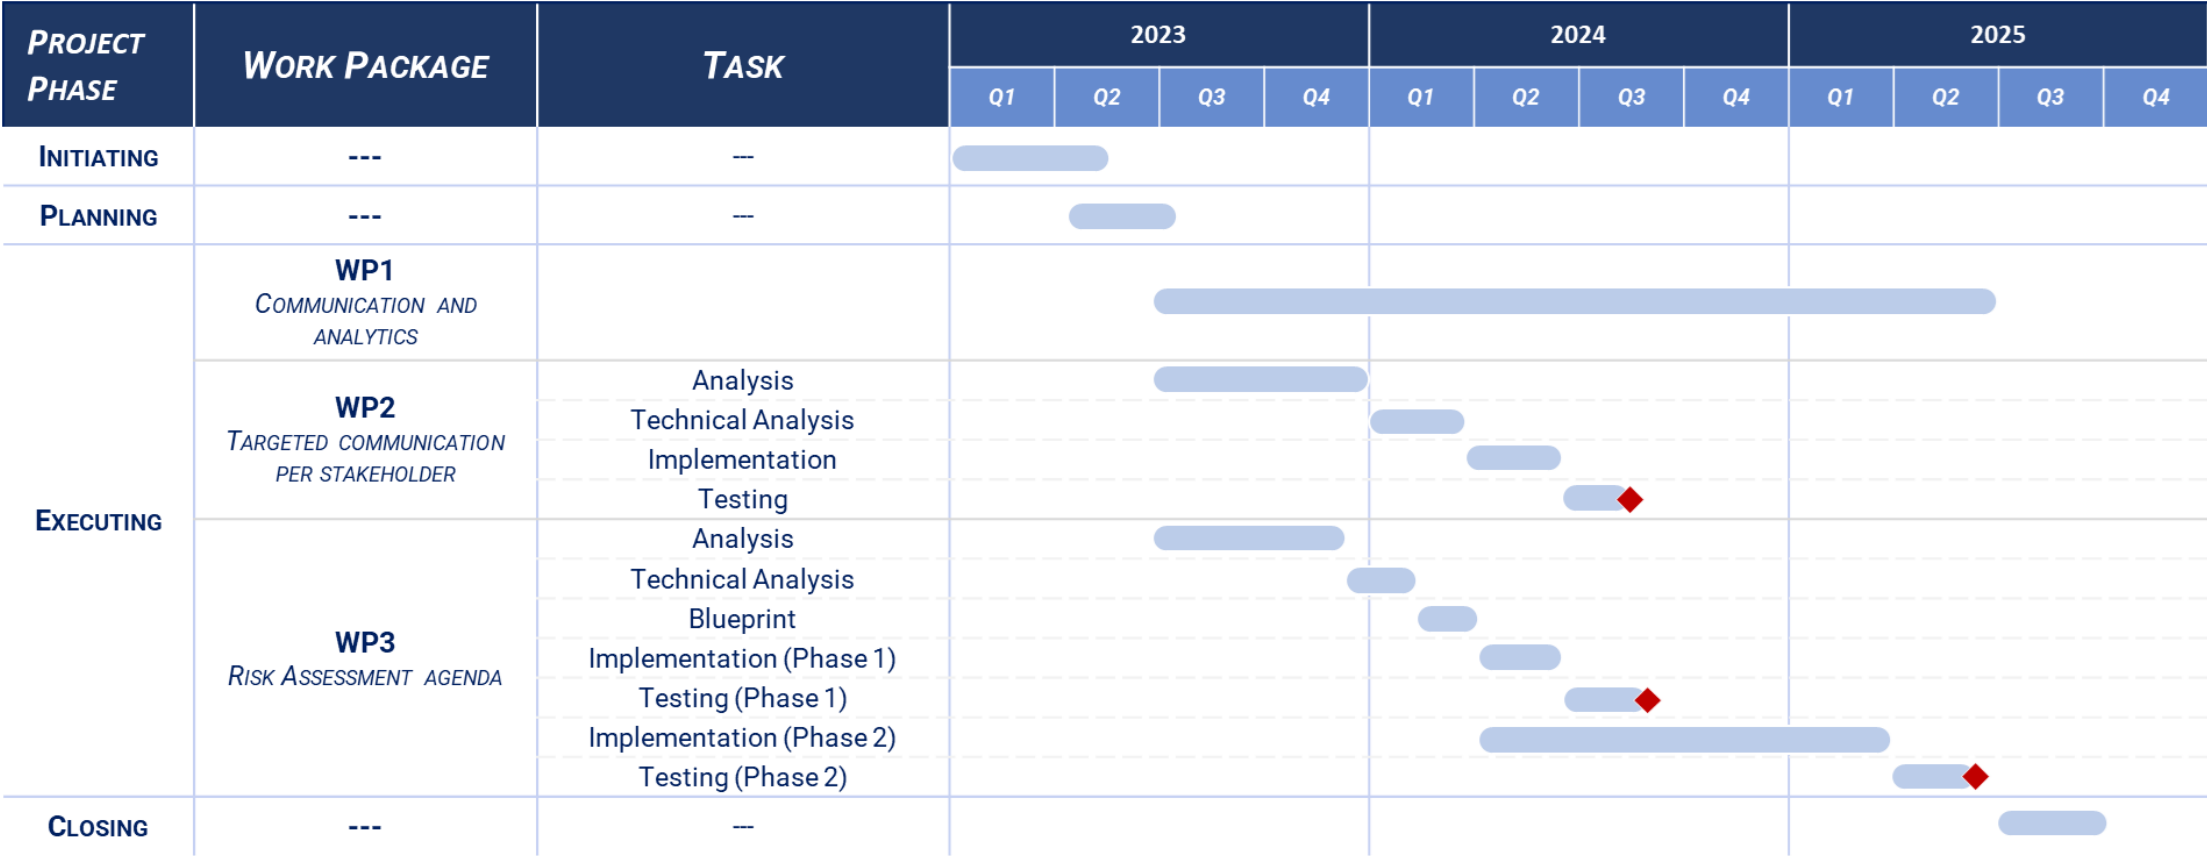 PROJECT
PHASE
WORK PACKAGE
TASK
2023
2024
2025
Q1 Q2 Q3 Q4 Q1 Q2 Q3 Q4 Q1 Q2 Q3 Q4
INITIATING --- ---
PLANNING --- ---
EXECUTING
WP1
COMMUNICATION AND
ANALYTICS
WP2
TARGETED COMMUNICATION
PER STAKEHOLDER
Analysis
Technical Analysis
Implementation
Testing
WP3
RISK ASSESSMENT AGENDA
Analysis
Technical Analysis
Blueprint
Implementation (Phase 1)
Testing (Phase 1)
Implementation (Phase 2)
Testing (Phase 2)
CLOSING --- ---